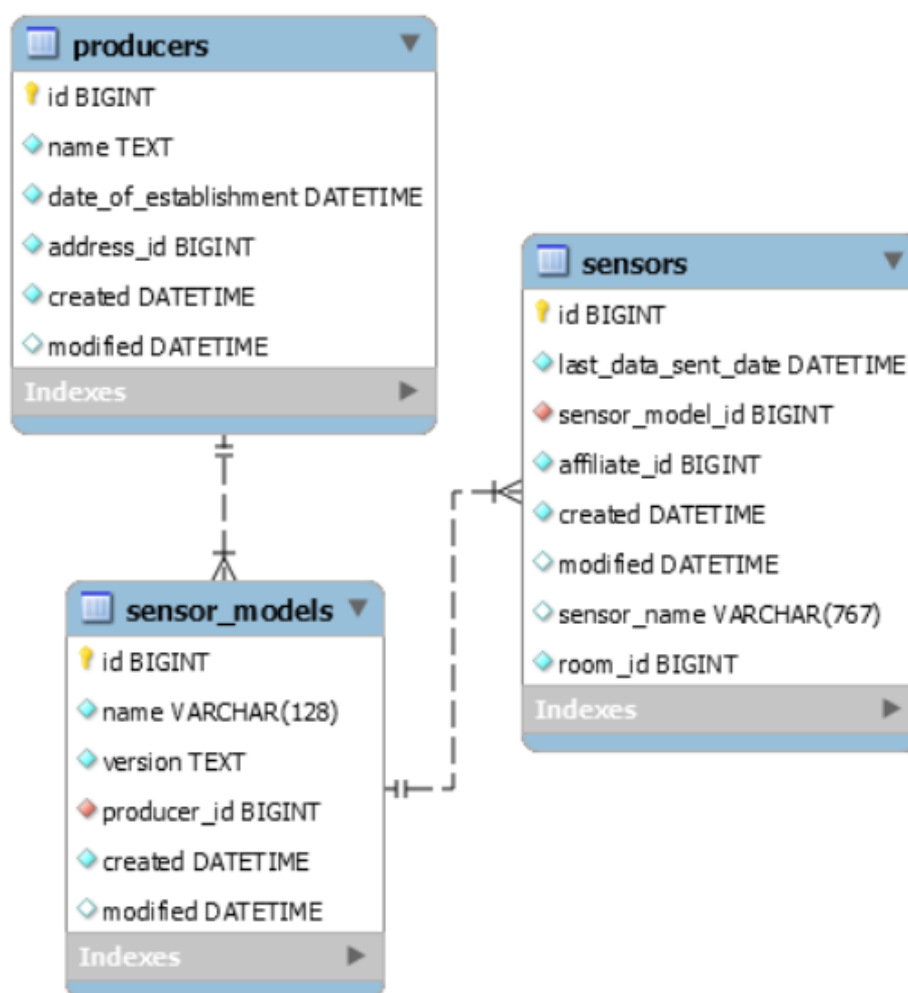 producers
id BIGINT
name TEXT
date_of_establishment DATETIME
address_id BIGINT
created DATETIME
modified DATETIME
Indexes
sensors
id BIGINT
last_data_sent_date DATETIME
sensor_model_id BIGINT
affiliate_id BIGINT
created DATETIME
modified DATETIME
sensor_name VARCHAR(767)
room_id BIGINT
Indexes
sensor_models
id BIGINT
name VARCHAR(128)
version TEXT
producer_id BIGINT
created DATETIME
modified DATETIME
Indexes